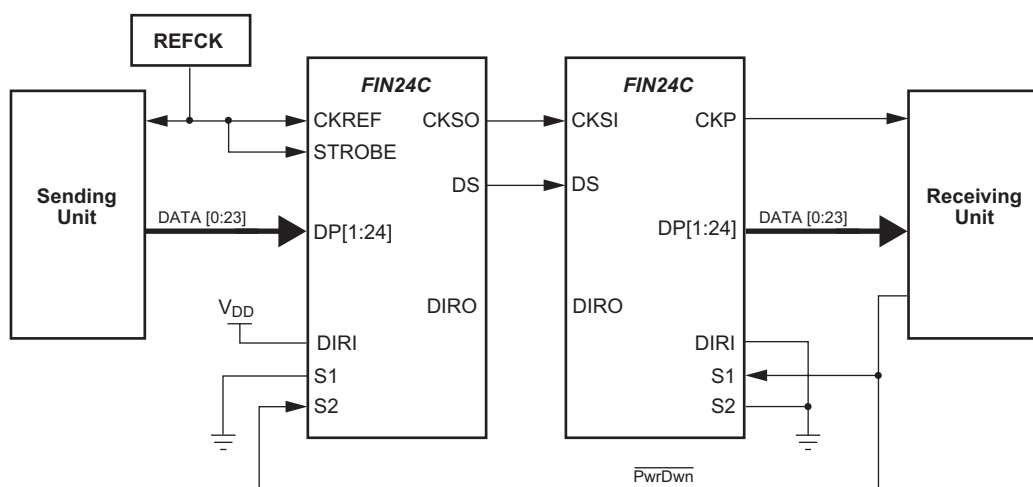 REFCK
FIN24C
FIN24C
CKREF
CKSO
CKSI
CKP
STROBE
Sending
Unit
DS
DS
Receiving
Unit
DATA [0:23]
DP[1:24]
DP[1:24]
DATA [0:23]
VDD
DIRO
DIRO
DIRI
DIRI
S1
S1
S2
S2
PwrDwn